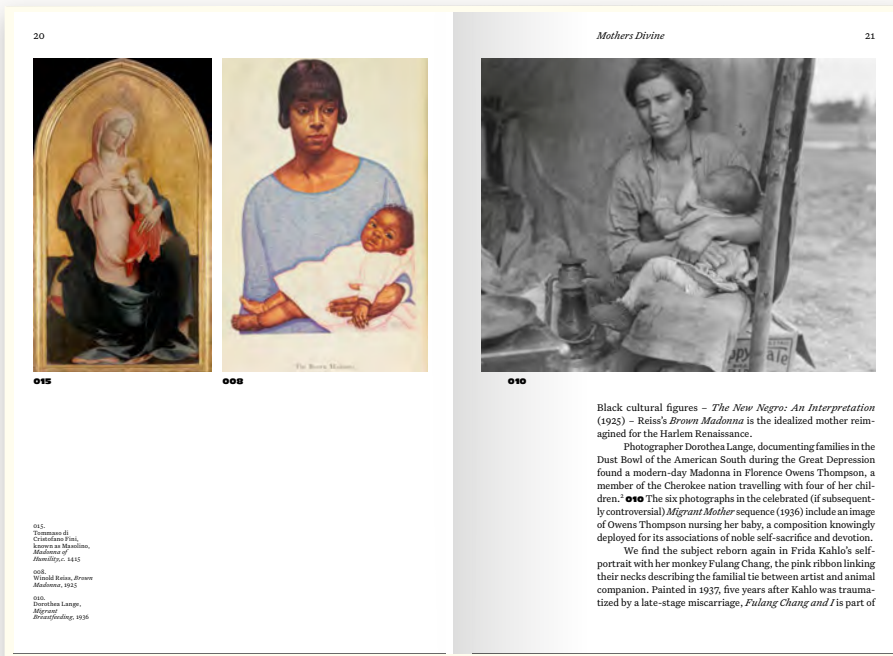 20
015
008
The Brown Madonna.
015.
Tommaso di
Cristofano Fini,
known as Masolino,
Madonna of
Humility, c. 1415
008.
Winold Reiss, Brown
Madonna, 1925
010.
Dorothea Lange,
Migrant
Breastfeeding, 1936
Mothers Divine
21
010
Black cultural figures – The New Negro: An Interpretation
(1925) – Reiss's Brown Madonna is the idealized mother reim-
agined for the Harlem Renaissance.
Photographer Dorothea Lange, documenting families in the
Dust Bowl of the American South during the Great Depression
found a modern-day Madonna in Florence Owens Thompson, a
member of the Cherokee nation travelling with four of her chil-
dren.² 010 The six photographs in the celebrated (if subsequent-
ly controversial) Migrant Mother sequence (1936) include an image
of Owens Thompson nursing her baby, a composition knowingly
deployed for its associations of noble self-sacrifice and devotion.
We find the subject reborn again in Frida Kahlo's self-
portrait with her monkey Fulang Chang, the pink ribbon linking
their necks describing the familial tie between artist and animal
companion. Painted in 1937, five years after Kahlo was trauma-
tized by a late-stage miscarriage, Fulang Chang and I is part of